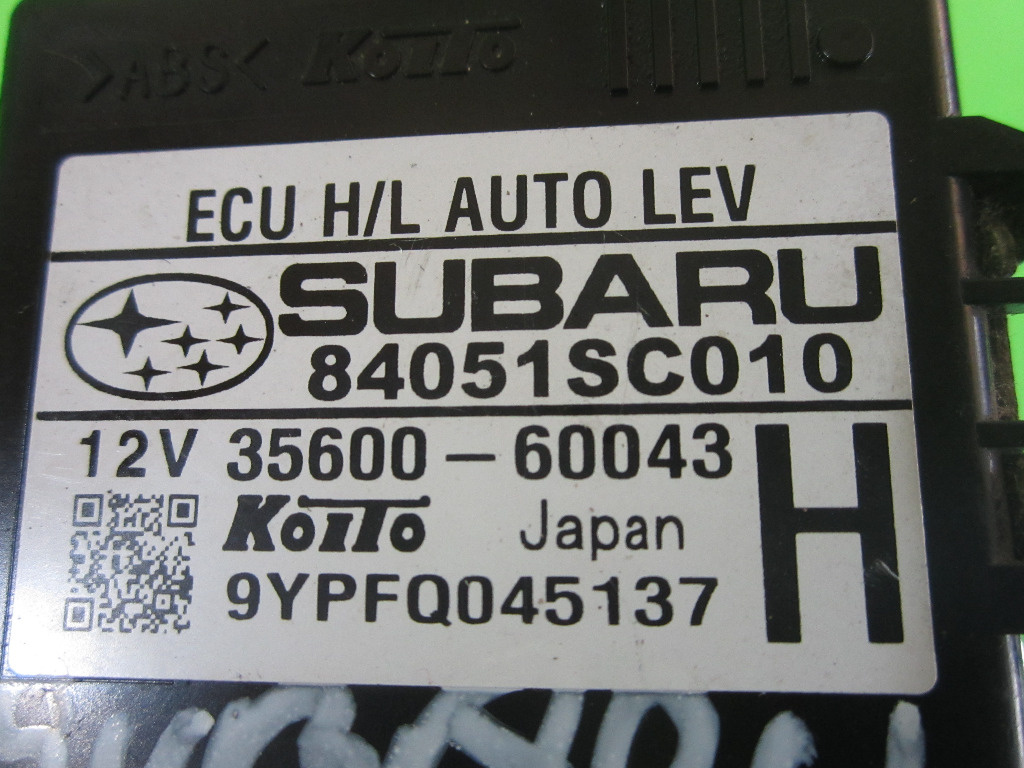 >ABS< KOITO
ECU H/L AUTO LEV
SUBARU
84051SC010
12V 35600-60043
KOITO Japan
9YPFQ045137
H